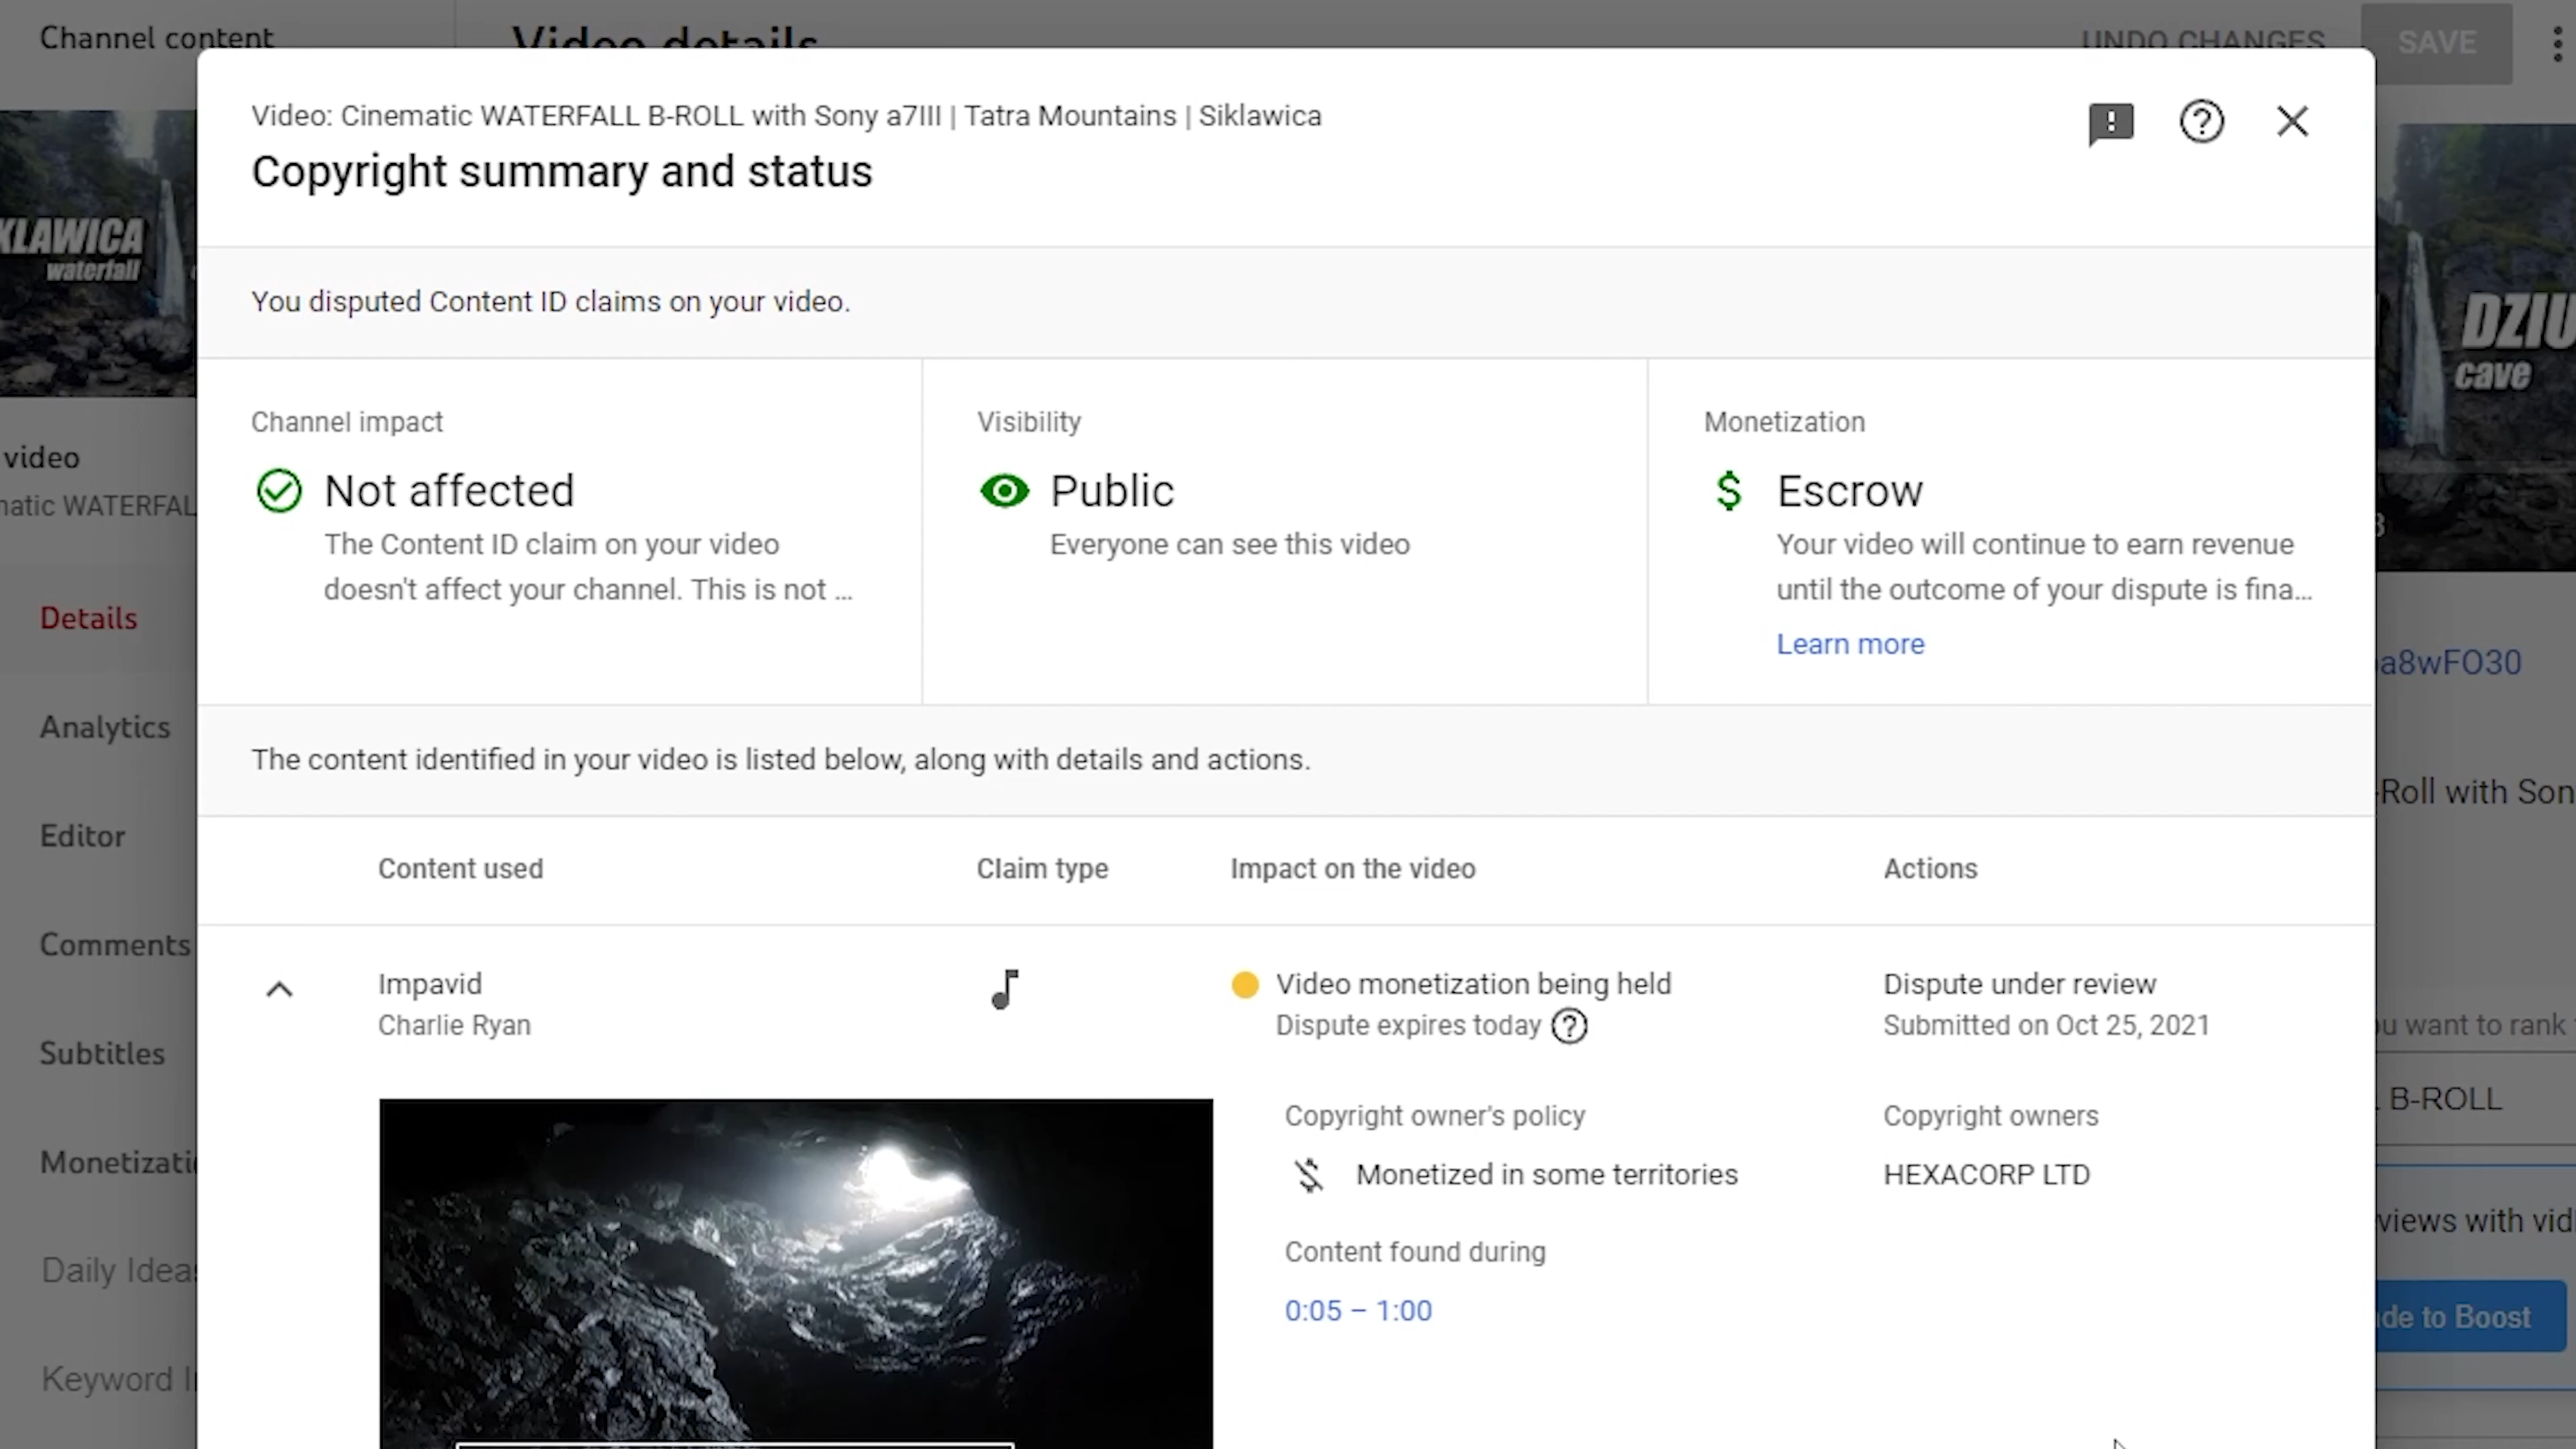 Channel content
Video details
UNDO CHANGES
SAVE
Video: Cinematic WATERFALL B-ROLL with Sony a7III | Tatra Mountains | Siklawica
Copyright summary and status
KLAWICA
waterfall
DZIU
cave
You disputed Content ID claims on your video.
Channel impact
Not affected
The Content ID claim on your video
doesn't affect your channel. This is not ...
Visibility
Public
Everyone can see this video
Monetization
Escrow
Your video will continue to earn revenue
until the outcome of your dispute is fina...
Learn more
video
natic WATERFAL
Details
Analytics
Editor
Comments
Subtitles
Monetizati
Daily Idea
Keyword I
a8wFO30
-Roll with Son
u want to rank
B-ROLL
views with vid
de to Boost
The content identified in your video is listed below, along with details and actions.
Content used
Claim type
Impact on the video
Actions
Impavid
Charlie Ryan
Video monetization being held
Dispute expires today
Dispute under review
Submitted on Oct 25, 2021
Copyright owner's policy
Monetized in some territories
Copyright owners
HEXACORP LTD
Content found during
0:05 – 1:00